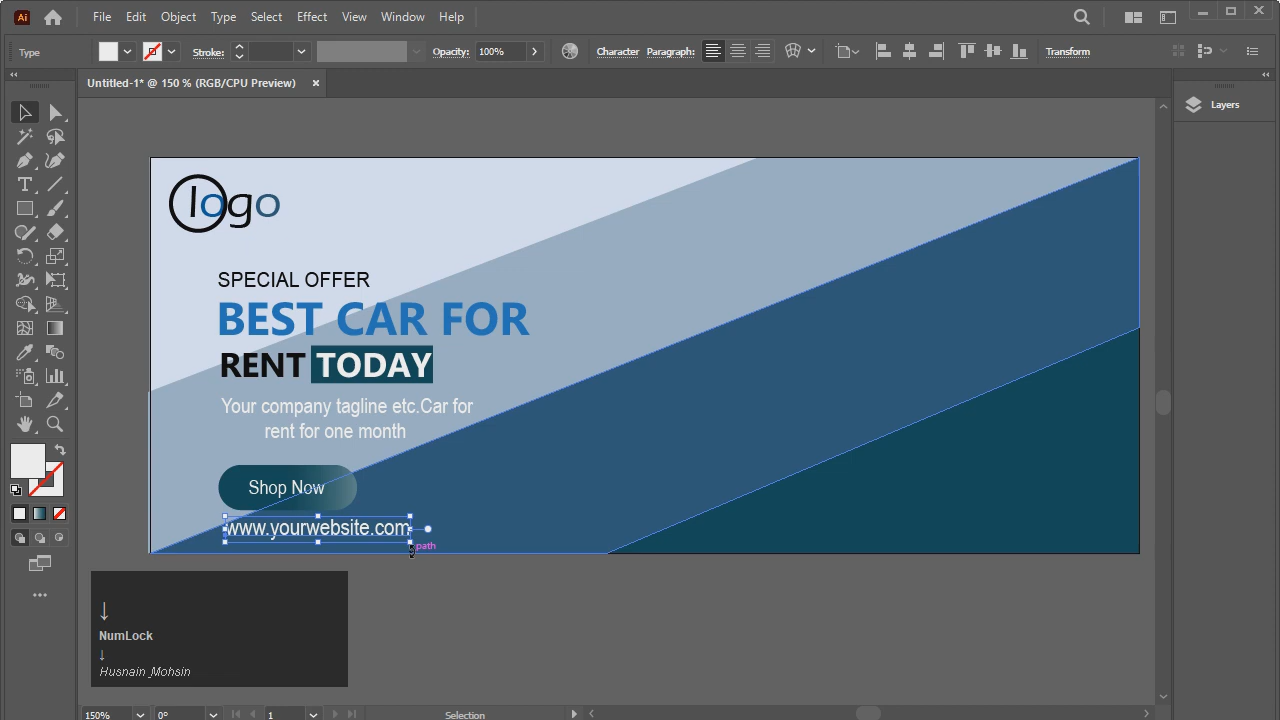 Ai File Edit Object Type Select Effect View Window Help
Type Stroke: Opacity: 100% Character Paragraph: Transform
Untitled-1* @ 150 % (RGB/CPU Preview) ×
Layers
logo
SPECIAL OFFER
BEST CAR FOR
RENT TODAY
Your company tagline etc.Car for
rent for one month
Shop Now
www.yourwebsite.com
path
↓
NumLock
↓
Husnain_Mohsin
150% 0° 1 Selection